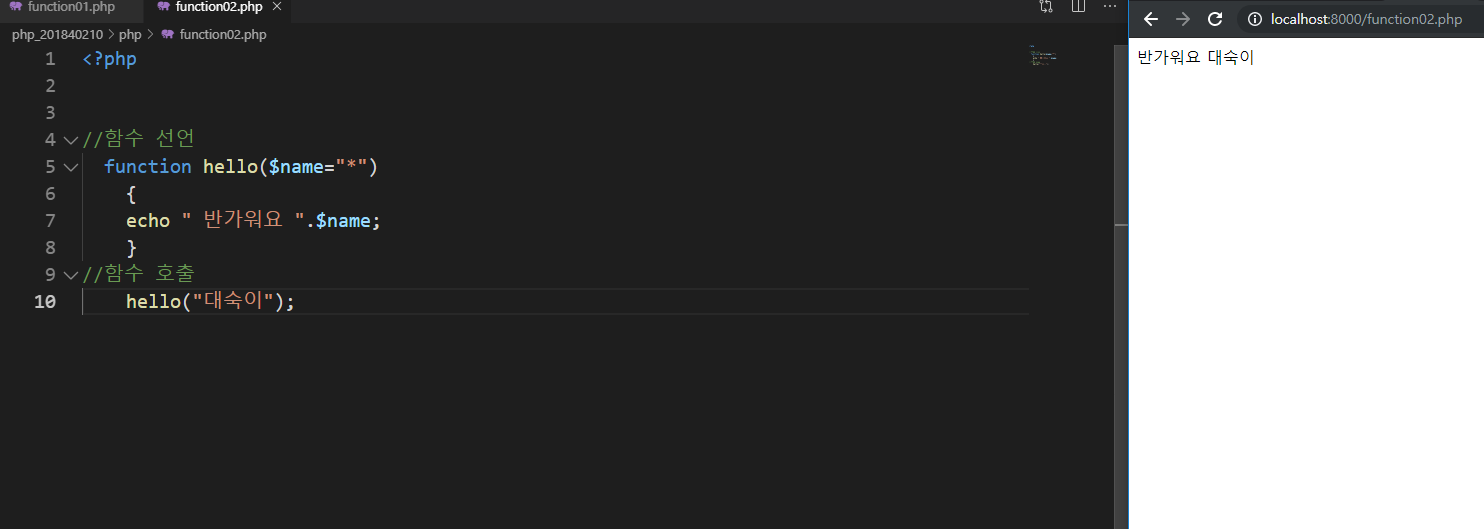 function01.php function02.php
php_201840210 > php > function02.php
1 <?php
2
3
4 //함수 선언
5 function hello($name="*")
6 {
7 echo " 반가워요 ".$name;
8 }
9 //함수 호출
10 hello("대숙이");
localhost:8000/function02.php
반가워요 대숙이